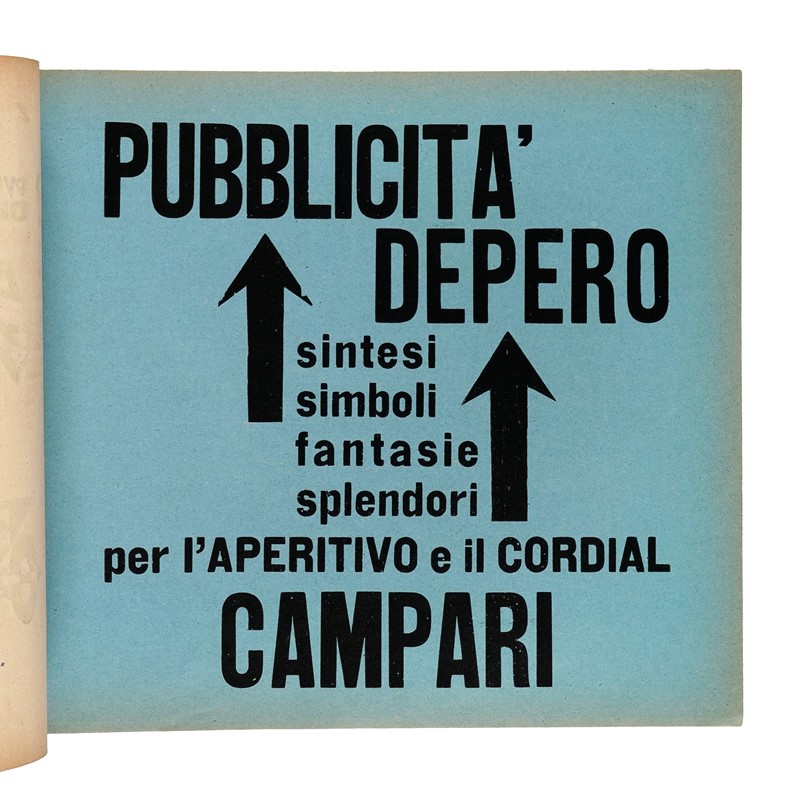 PUBBLICITA'
DEPERO
sintesi
simboli
fantasie
splendori
per l'APERITIVO e il CORDIAL
CAMPARI